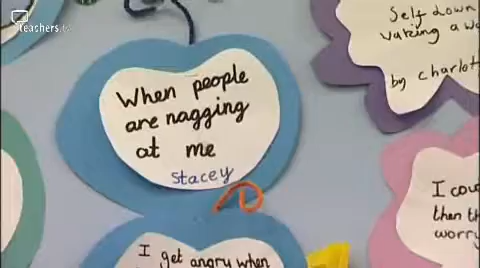 teachers.tv
When people
are nagging
at me
stacey
Self down
by charlot
I get angry when
I cou
then th
worry